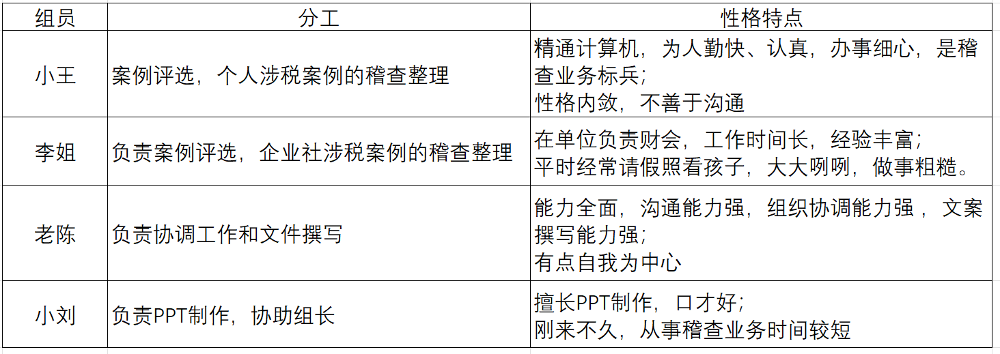 组员 分工 性格特点
小王
案例评选，个人涉税案例的稽查整理
精通计算机，为人勤快、认真，办事细心，是稽
查业务标兵；
性格内敛，不善于沟通
李姐
负责案例评选，企业社涉税案例的稽查整理
在单位负责财会，工作时间长，经验丰富；
平时经常请假照看孩子，大大咧咧，做事粗糙。
老陈
负责协调工作和文件撰写
能力全面，沟通能力强，组织协调能力强 ，文案
撰写能力强；
有点自我为中心
小刘
负责PPT制作，协助组长
擅长PPT制作，口才好；
刚来不久，从事稽查业务时间较短